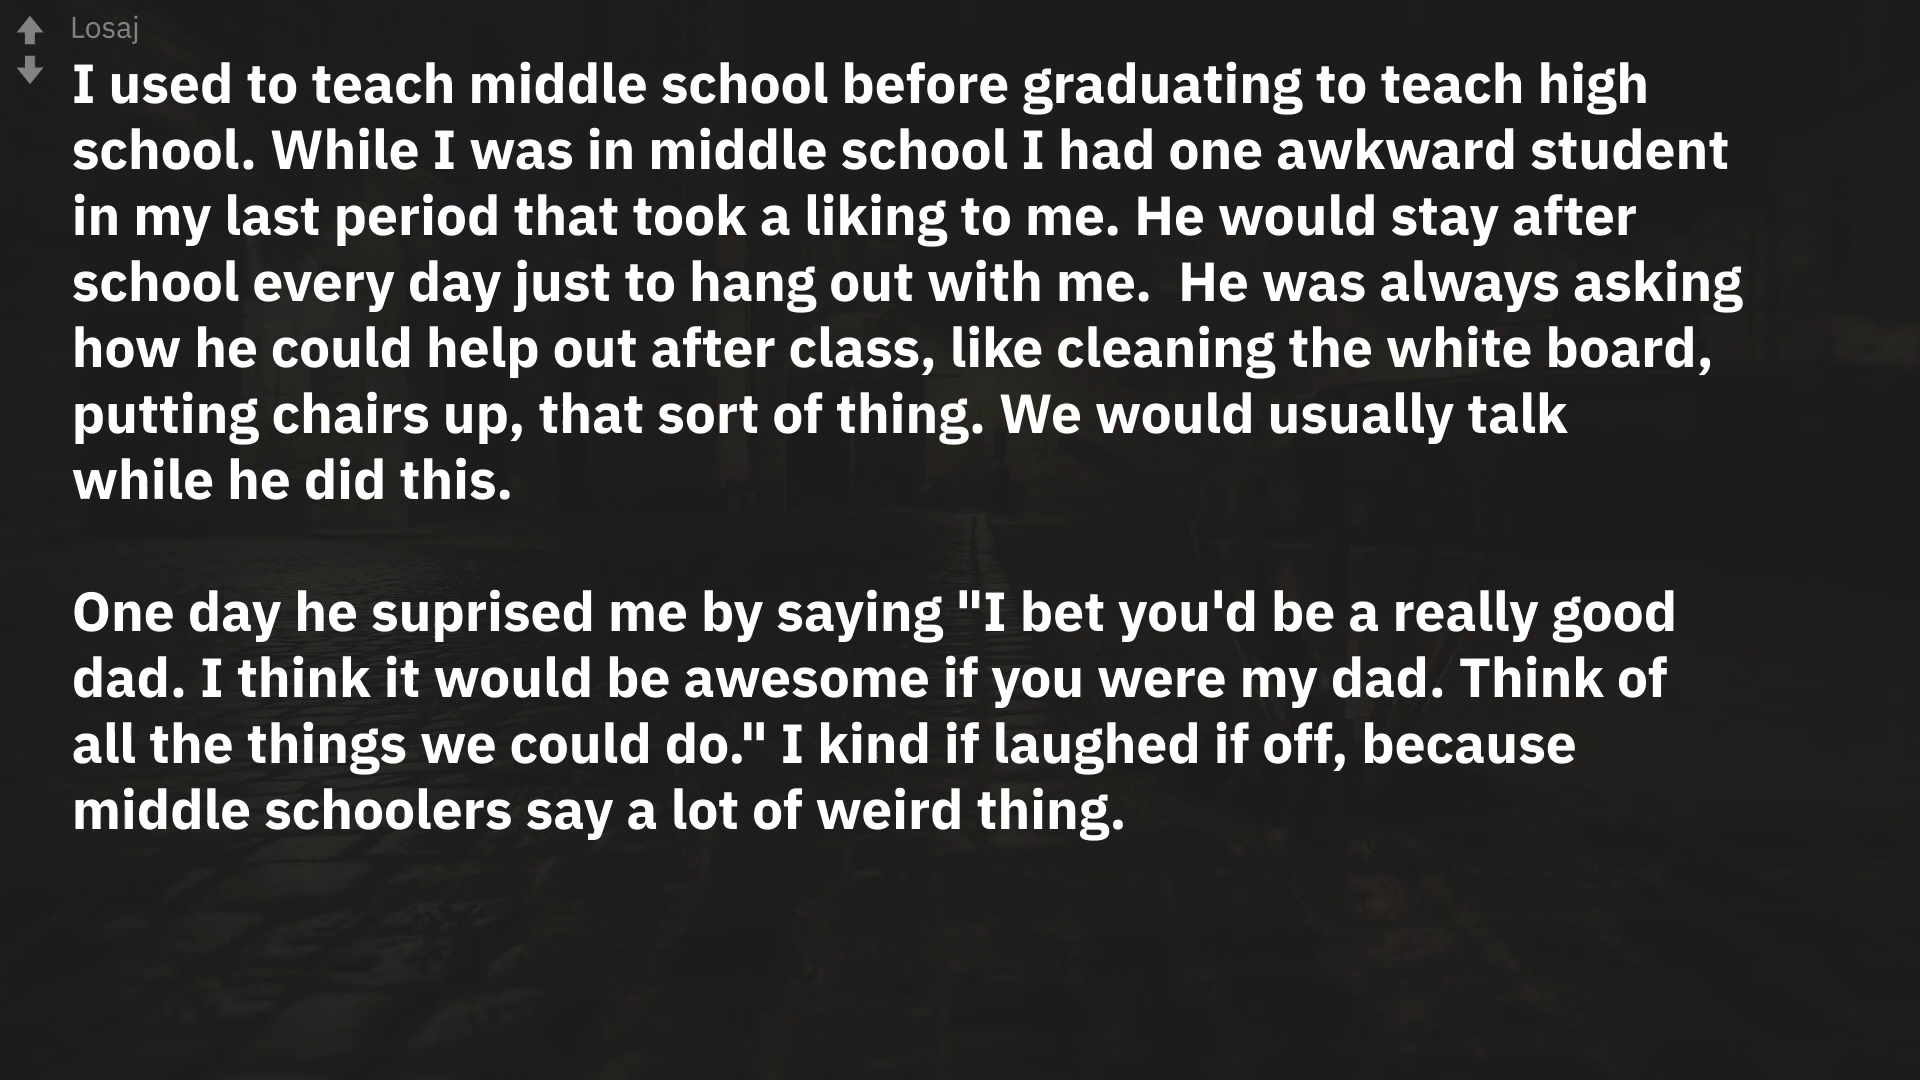 Losaj
I used to teach middle school before graduating to teach high
school. While I was in middle school I had one awkward student
in my last period that took a liking to me. He would stay after
school every day just to hang out with me.  He was always asking
how he could help out after class, like cleaning the white board,
putting chairs up, that sort of thing. We would usually talk
while he did this.
One day he suprised me by saying "I bet you'd be a really good
dad. I think it would be awesome if you were my dad. Think of
all the things we could do." I kind if laughed if off, because
middle schoolers say a lot of weird thing.